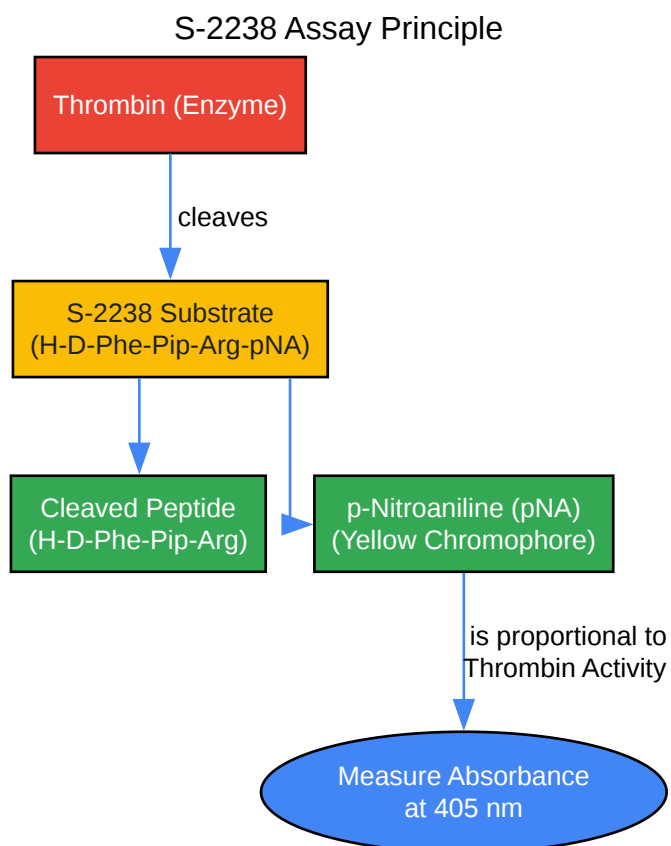 S-2238 Assay Principle
Thrombin (Enzyme)
cleaves
S-2238 Substrate
(H-D-Phe-Pip-Arg-pNA)
Cleaved Peptide
(H-D-Phe-Pip-Arg)
p-Nitroaniline (pNA)
(Yellow Chromophore)
is proportional to
Thrombin Activity
Measure Absorbance
at 405 nm